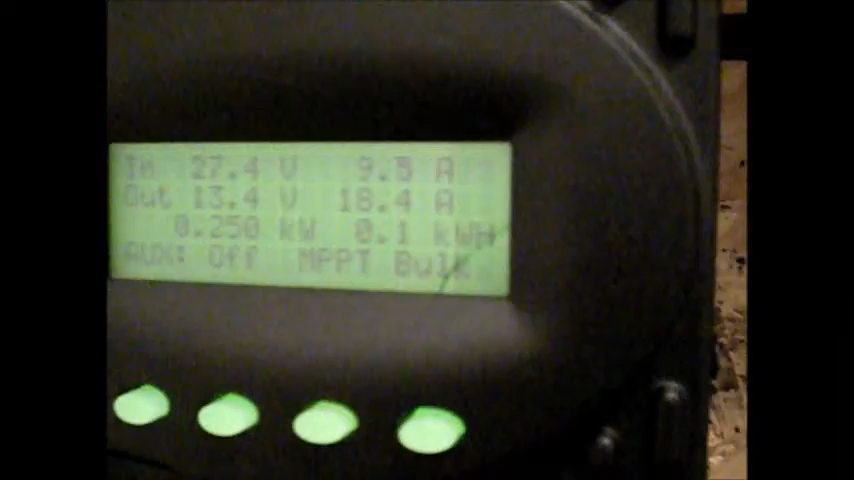 In 27.4 V 9.3 A
Out 13.4 V 18.4 A
0.250 kW 0.1 kWH
AUX: Off MPPT Bulk